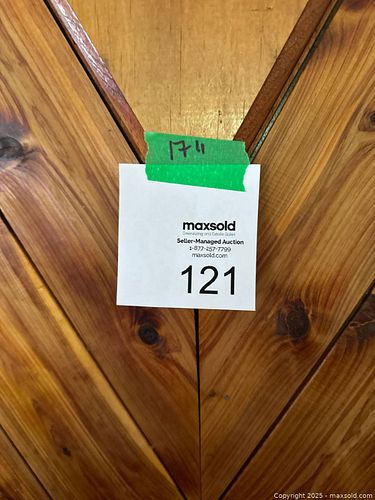 17"
maxsold
Downsizing and Estate Sales
Seller-Managed Auction
1-877-257-7799
maxsold.com
121
Copyright © 2025 - maxsold.com